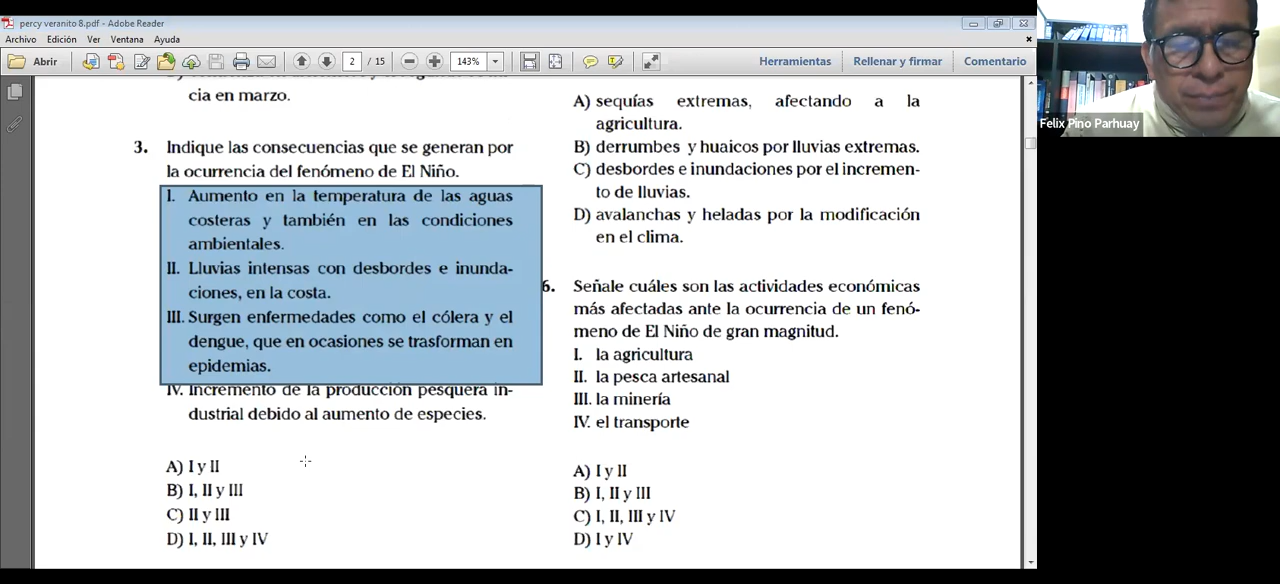 percy veranito 8.pdf - Adobe Reader
Archivo Edición Ver Ventana Ayuda
Abrir
2 / 15
143%
Herramientas
Rellenar y firmar
Comentario
cia en marzo.
3. Indique las consecuencias que se generan por
la ocurrencia del fenómeno de El Niño.
I. Aumento en la temperatura de las aguas
costeras y también en las condiciones
ambientales.
II. Lluvias intensas con desbordes e inunda-
ciones, en la costa.
III. Surgen enfermedades como el cólera y el
dengue, que en ocasiones se trasforman en
epidemias.
IV. Incremento de la producción pesquera in-
dustrial debido al aumento de especies.
A) I y II
B) I, II y III
C) II y III
D) I, II, III y IV
A) sequías extremas, afectando a la
agricultura.
B) derrumbes y huaicos por lluvias extremas.
C) desbordes e inundaciones por el incremen-
to de lluvias.
D) avalanchas y heladas por la modificación
en el clima.
6. Señale cuáles son las actividades económicas
más afectadas ante la ocurrencia de un fenó-
meno de El Niño de gran magnitud.
I. la agricultura
II. la pesca artesanal
III. la minería
IV. el transporte
A) I y II
B) I, II y III
C) I, II, III y IV
D) I y IV
Felix Pino Parhuay